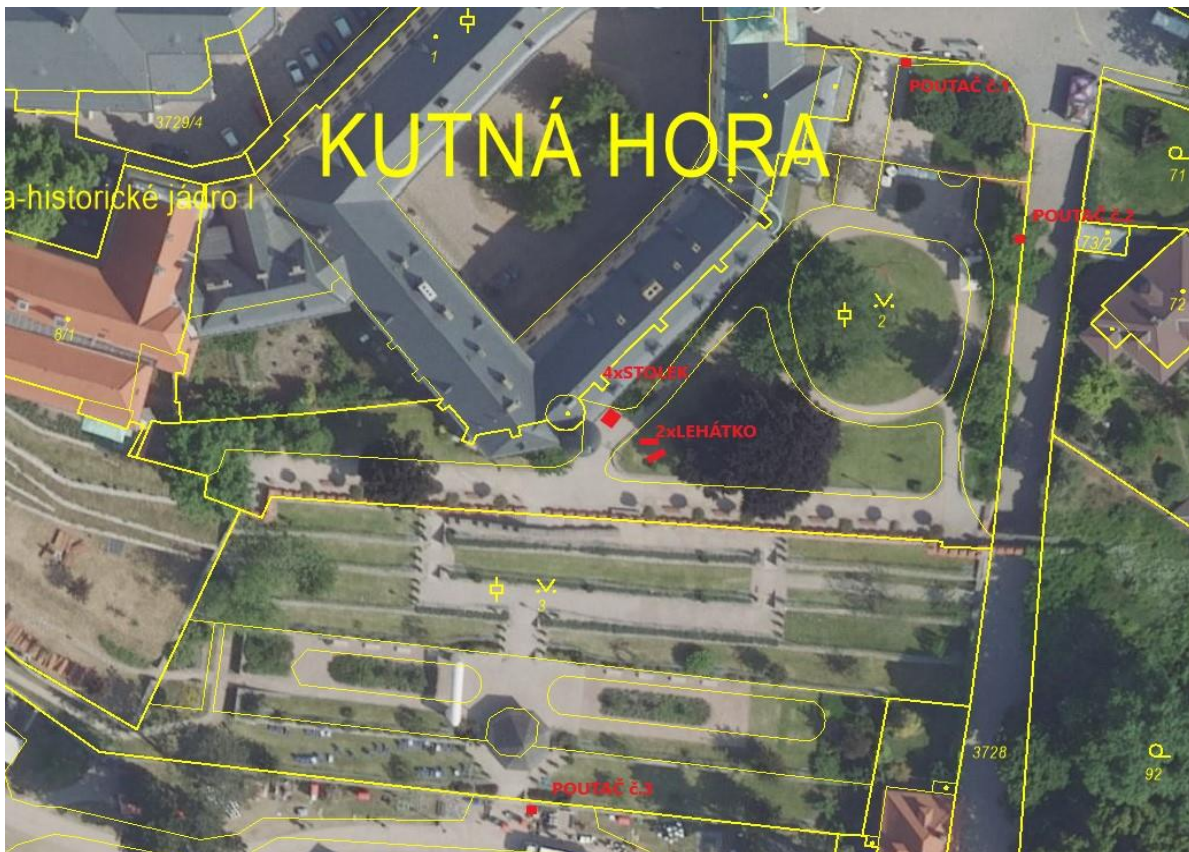 1
POUTAČ č.1
3729/4
KUTNÁ HORA
71
a-historické jádro I
POUTAČ č.2
73/2
72
2
8/1
4xSTOLEK
2xLEHÁTKO
3
3728
92
POUTAČ č.3